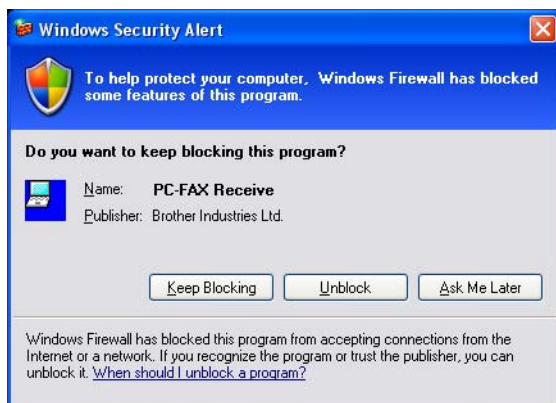 Windows Security Alert
To help protect your computer, Windows Firewall has blocked
some features of this program.
Do you want to keep blocking this program?
Name: PC-FAX Receive
Publisher: Brother Industries Ltd.
Keep Blocking Unblock Ask Me Later
Windows Firewall has blocked this program from accepting connections from the
Internet or a network. If you recognize the program or trust the publisher, you can
unblock it. When should I unblock a program?